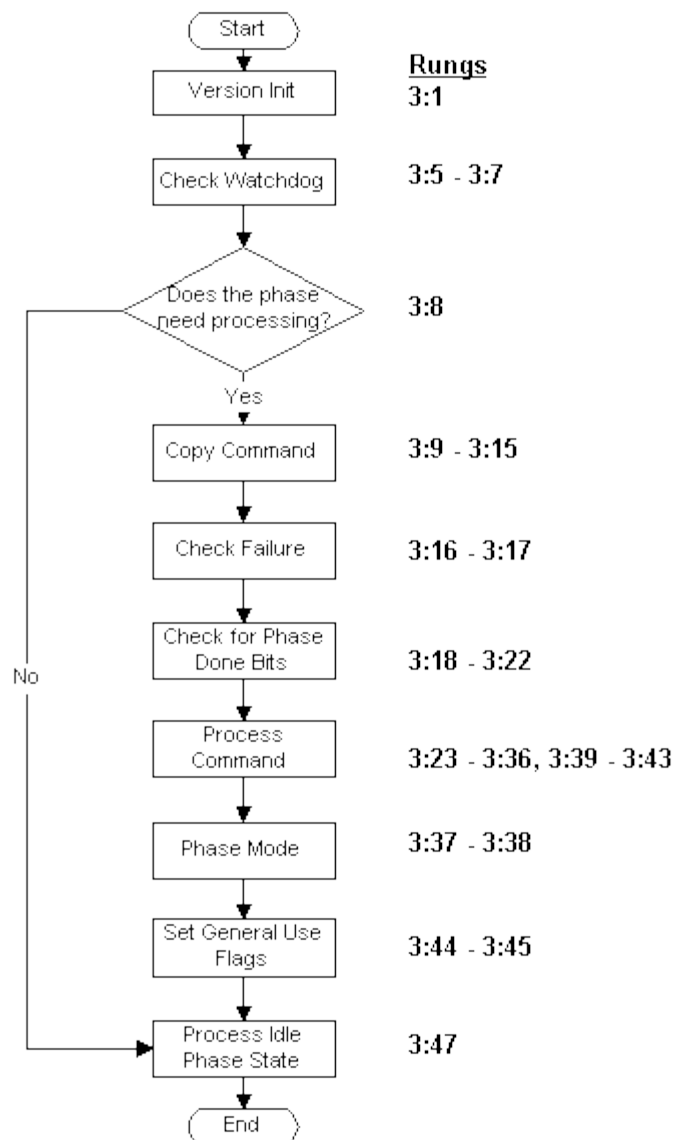 Start
Rungs
Version Init
3:1
Check Watchdog
3:5 - 3:7
Does the phase
need processing?
3:8
Yes
Copy Command
3:9 - 3:15
Check Failure
3:16 - 3:17
Check for Phase
Done Bits
3:18 - 3:22
No
Process
Command
3:23 - 3:36, 3:39 - 3:43
Phase Mode
3:37 - 3:38
Set General Use
Flags
3:44 - 3:45
Process Idle
Phase State
3:47
End